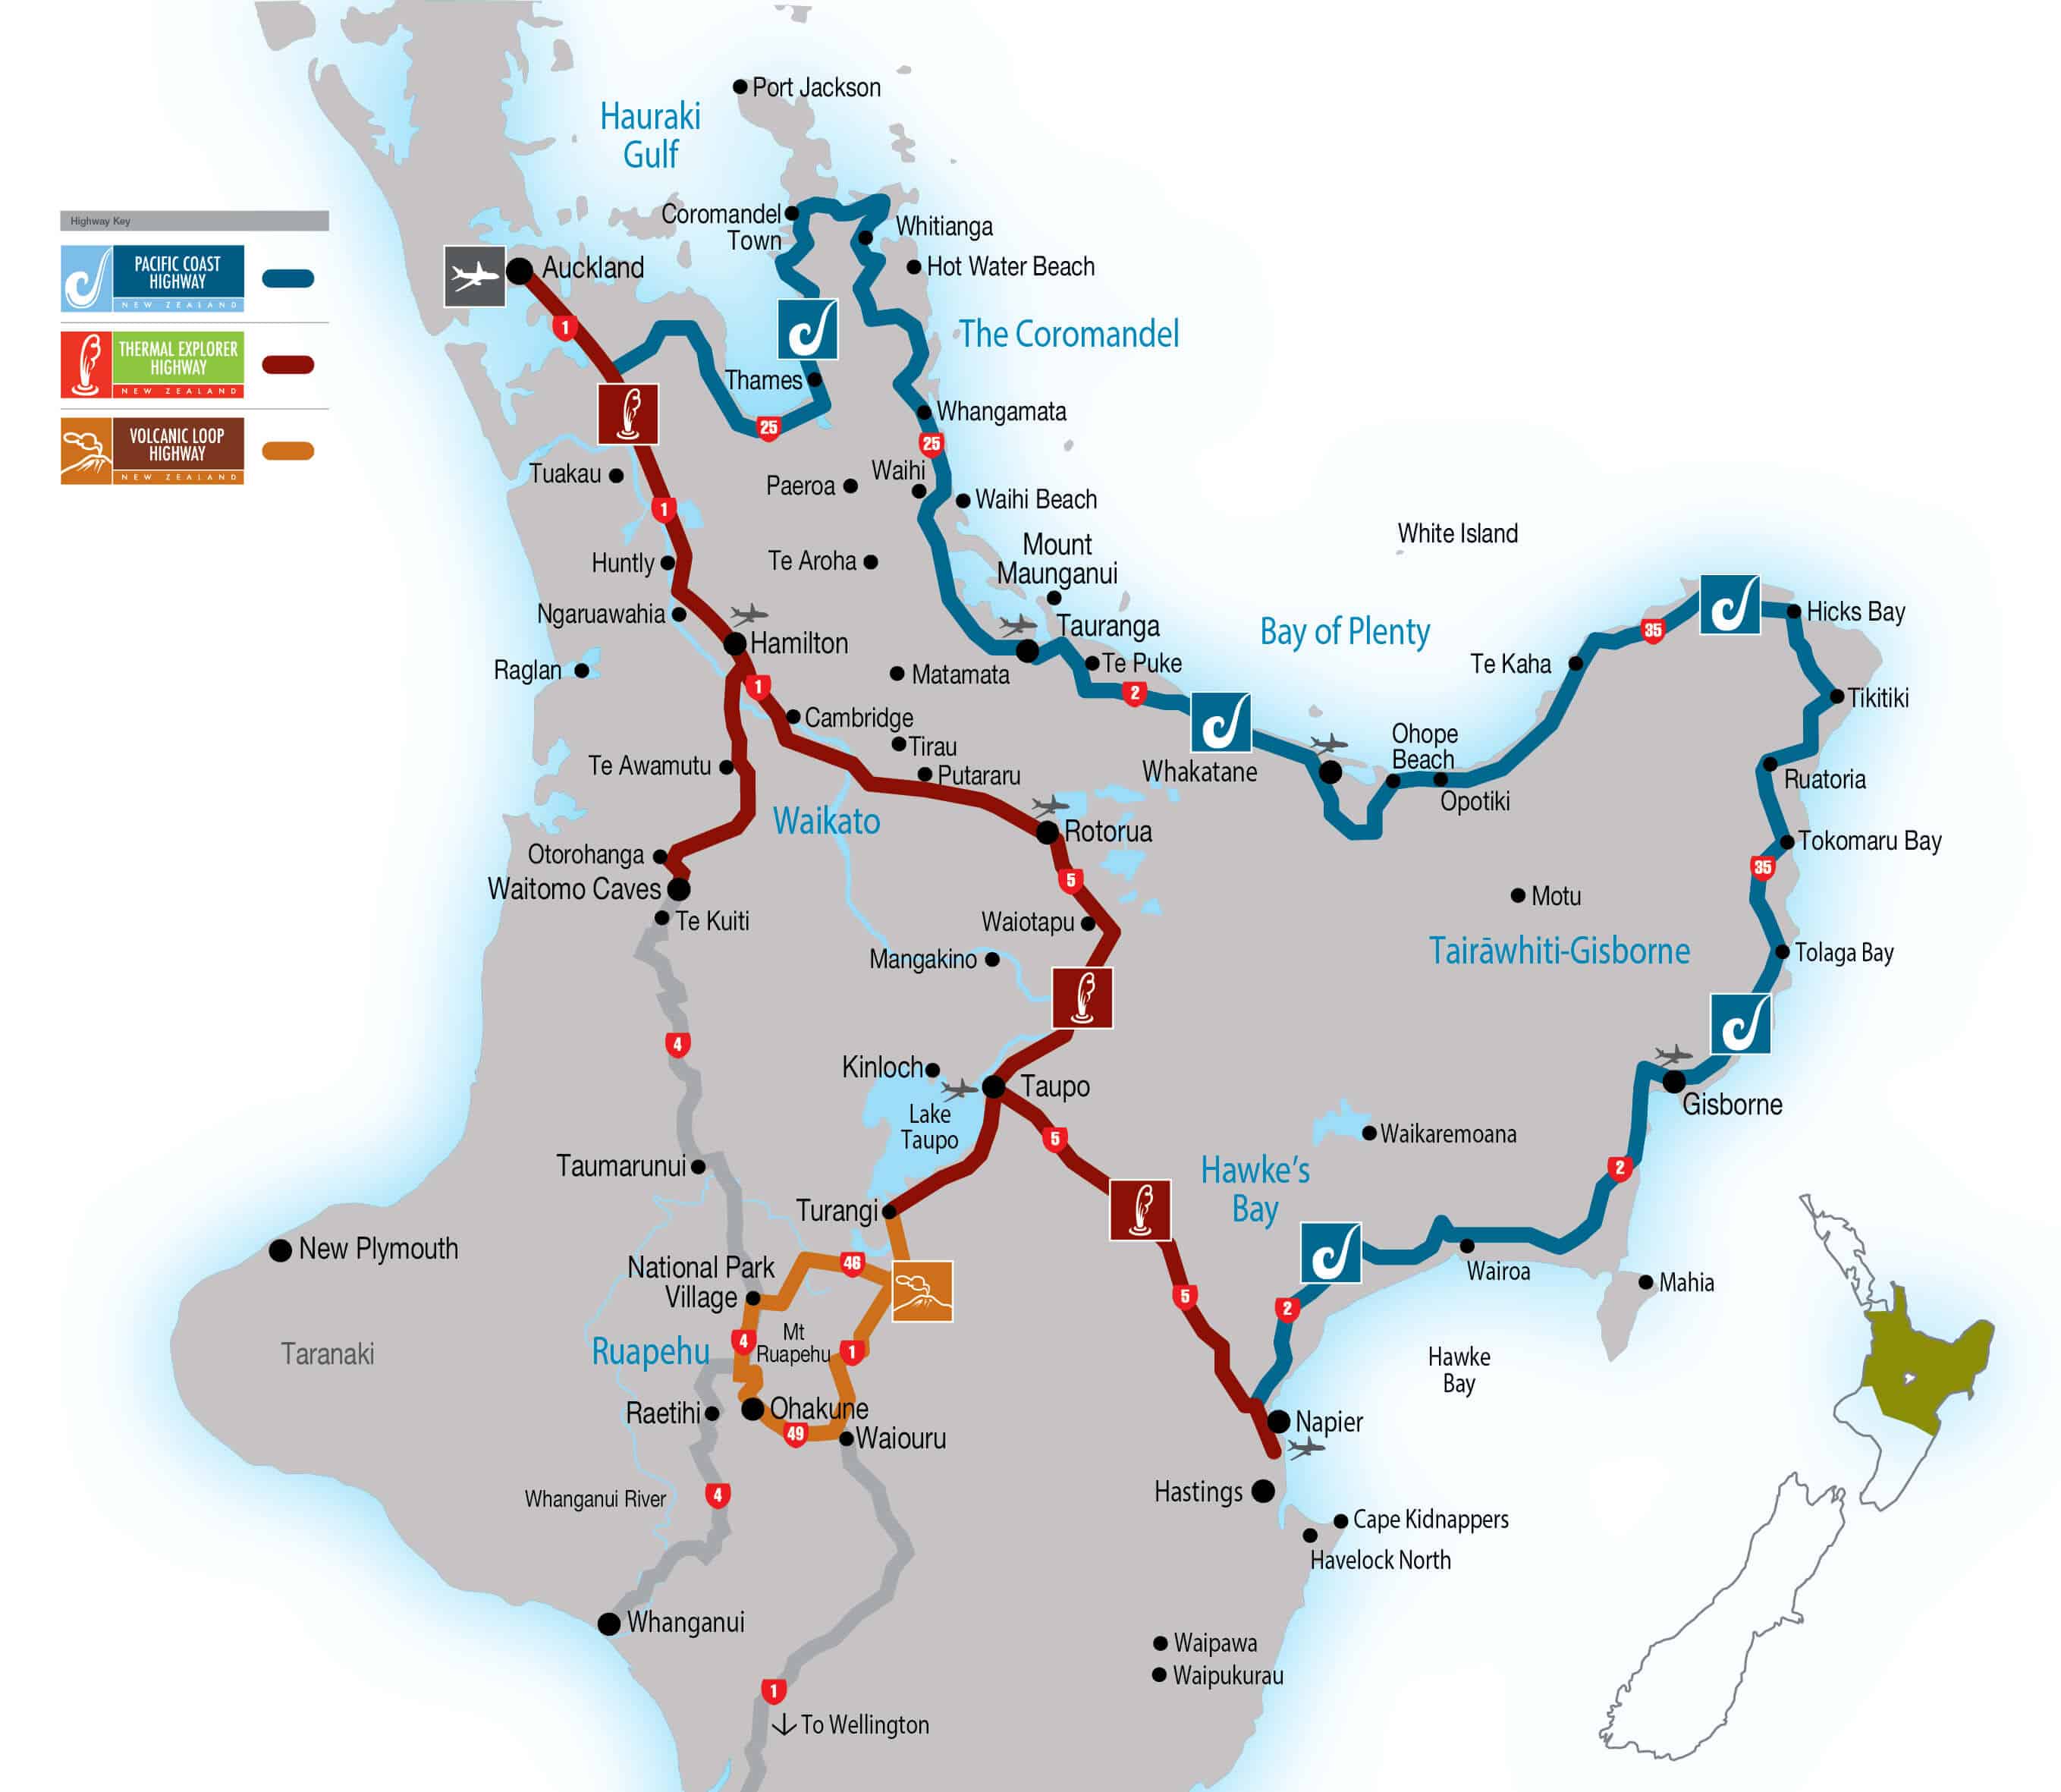 Highway Key
PACIFIC COAST
HIGHWAY
NEW ZEALAND
THERMAL EXPLORER
HIGHWAY
NEW ZEALAND
VOLCANIC LOOP
HIGHWAY
NEW ZEALAND
Port Jackson
Hauraki
Gulf
Coromandel
Town
Whitianga
Hot Water Beach
Auckland
1
The Coromandel
Thames
25
Whangamata
25
Tuakau
Paeroa
Waihi
Waihi Beach
1
White Island
Mount
Maunganui
Huntly
Te Aroha
Ngaruawahia
Hamilton
Tauranga
Bay of Plenty
35
Hicks Bay
Raglan
Matamata
Te Puke
Te Kaha
1
2
Tikitiki
Cambridge
Tirau
Putararu
Te Awamutu
Whakatane
Ohope
Beach
Opotiki
Ruatoria
Waikato
Rotorua
Tokomaru Bay
Otorohanga
Waitomo Caves
5
35
Motu
Te Kuiti
Waiotapu
Tairāwhiti-Gisborne
Tolaga Bay
Mangakino
4
Kinloch
Taupo
Lake
Taupo
Gisborne
5
Waikaremoana
Taumarunui
Hawke's
Bay
2
Turangi
New Plymouth
National Park
Village
46
Wairoa
Mahia
5
2
Taranaki
Ruapehu
4
Mt
Ruapehu
1
Hawke
Bay
Raetihi
Ohakune
49
Waiouru
Napier
Whanganui River
4
Hastings
Cape Kidnappers
Havelock North
Whanganui
Waipawa
Waipukurau
1
To Wellington